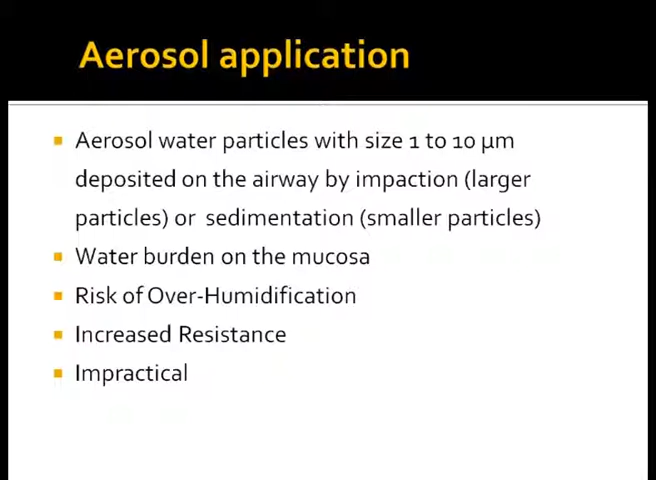 Aerosol application
Aerosol water particles with size 1 to 10 µm
deposited on the airway by impaction (larger
particles) or sedimentation (smaller particles)
Water burden on the mucosa
Risk of Over-Humidification
Increased Resistance
Impractical